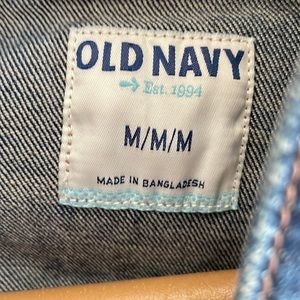 OLD NAVY
Est. 1994
M/M/M
MADE IN BANGLADESH